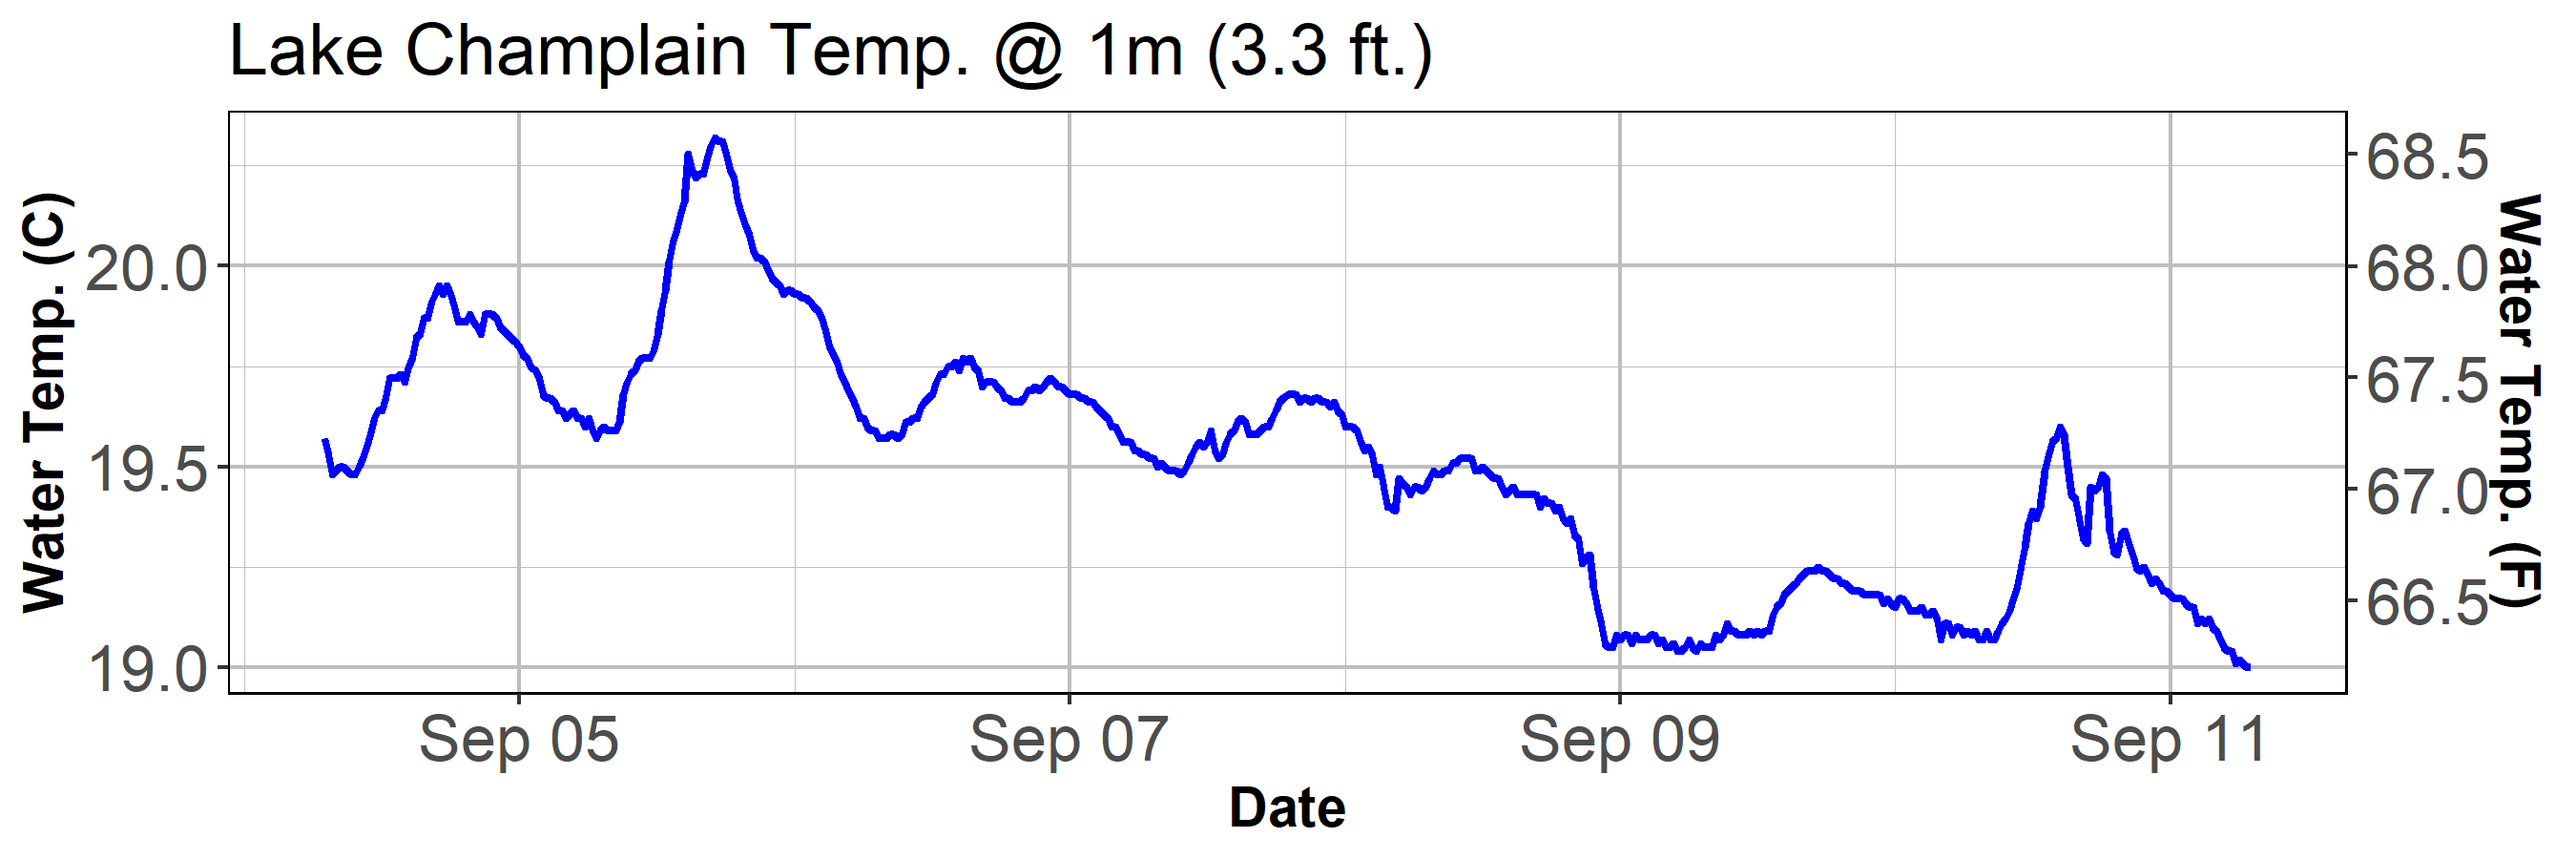 Lake Champlain Temp. @ 1m (3.3 ft.)
Water Temp. (C)
20.0
19.5
19.0
68.5
68.0
67.5
67.0
66.5
Water Temp. (F)
Sep 05
Sep 07
Sep 09
Sep 11
Date